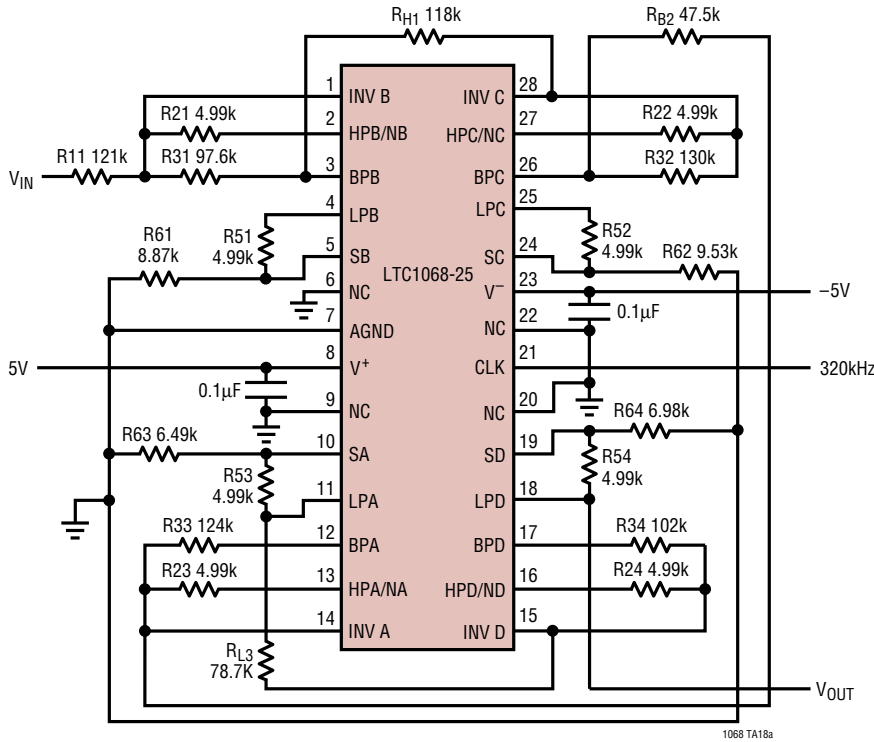 RH1 118k
RB2 47.5k
1
INV B
INV C
28
R21 4.99k
2
HPB/NB
HPC/NC
27
R22 4.99k
VIN
R11 121k
R31 97.6k
3
BPB
BPC
26
R32 130k
4
LPB
LPC
25
R61
8.87k
R51
4.99k
5
SB
SC
24
R52
4.99k
R62 9.53k
LTC1068-25
6
NC
V–
23
–5V
0.1µF
7
AGND
NC
22
5V
8
V+
CLK
21
320kHz
0.1µF
9
NC
NC
20
R63 6.49k
10
SA
SD
19
R64 6.98k
R53
4.99k
R54
4.99k
11
LPA
LPD
18
R33 124k
12
BPA
BPD
17
R34 102k
R23 4.99k
13
HPA/NA
HPD/ND
16
R24 4.99k
14
INV A
INV D
15
RL3
78.7K
VOUT
1068 TA18a